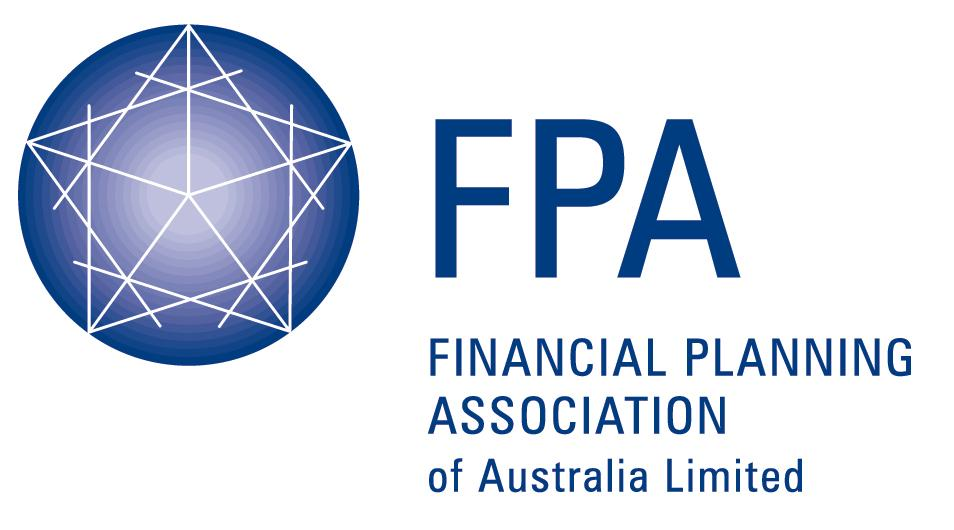 FPA
FINANCIAL PLANNING
ASSOCIATION
of Australia Limited